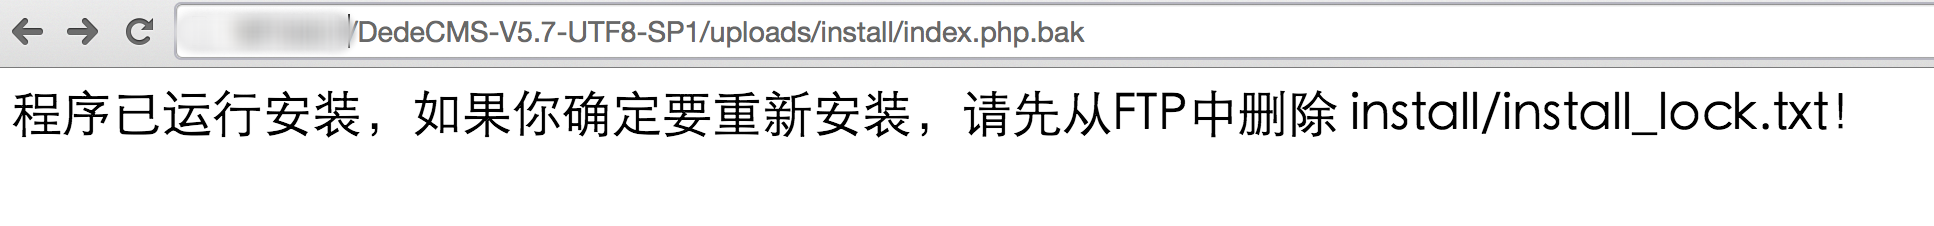 /DedeCMS-V5.7-UTF8-SP1/uploads/install/index.php.bak
程序已运行安装，如果你确定要重新安装，请先从FTP中删除 install/install_lock.txt!